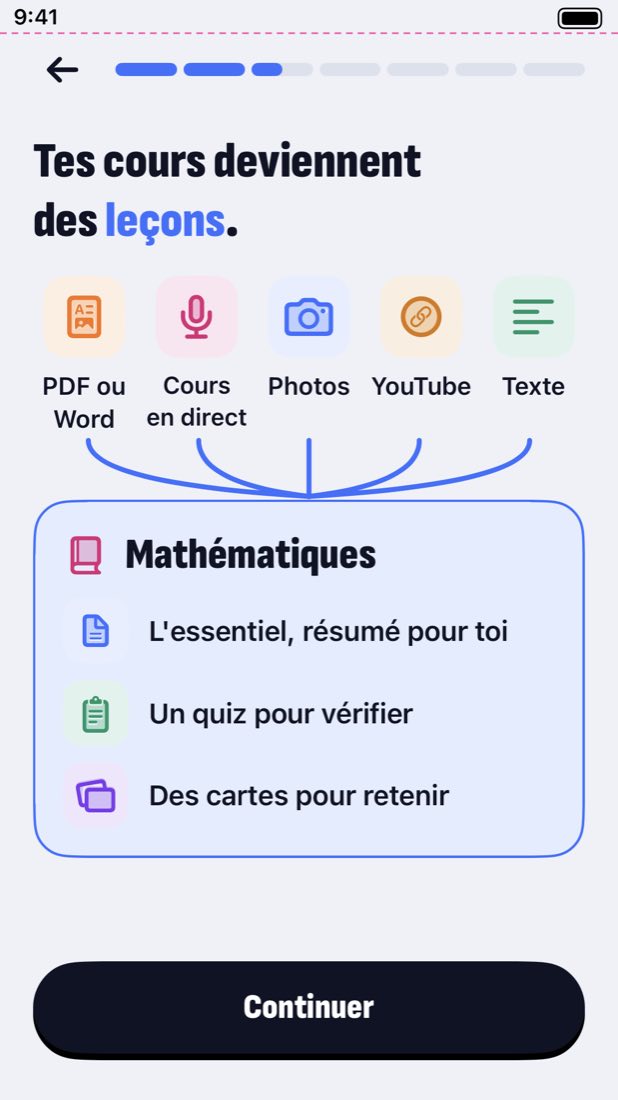 9:41
Tes cours deviennent
des leçons.
PDF ou
Word
Cours
en direct
Photos
YouTube
Texte
Mathématiques
L'essentiel, résumé pour toi
Un quiz pour vérifier
Des cartes pour retenir
Continuer